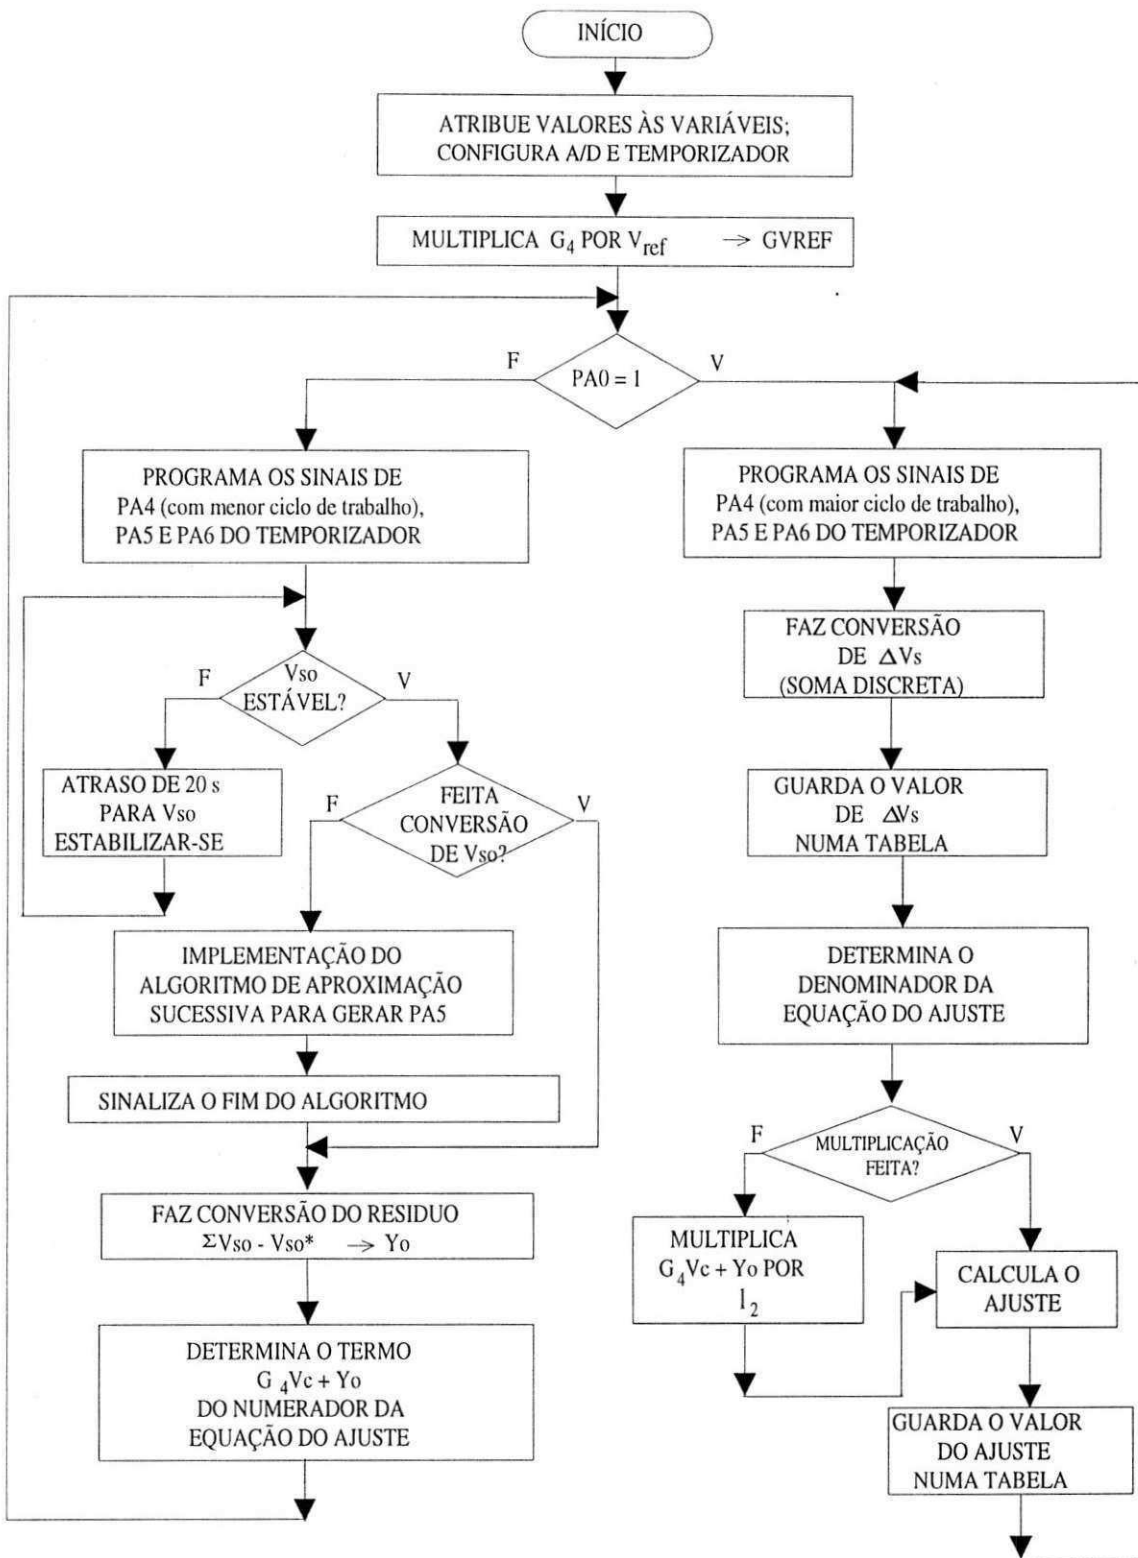 INÍCIO
ATRIBUE VALORES ÀS VARIÁVEIS;
CONFIGURA A/D E TEMPORIZADOR
MULTIPLICA G₄ POR V_ref → GVREF
F
PA0 = 1
V
PROGRAMA OS SINAIS DE
PA4 (com menor ciclo de trabalho),
PA5 E PA6 DO TEMPORIZADOR
F
Vso
ESTÁVEL?
V
ATRASO DE 20 s
PARA Vso
ESTABILIZAR-SE
F
FEITA
CONVERSÃO
DE Vso?
V
IMPLEMENTAÇÃO DO
ALGORITMO DE APROXIMAÇÃO
SUCESSIVA PARA GERAR PA5
SINALIZA O FIM DO ALGORITMO
FAZ CONVERSÃO DO RESIDUO
ΣVso - Vso* → Yo
DETERMINA O TERMO
G₄Vc + Yo
DO NUMERADOR DA
EQUAÇÃO DO AJUSTE
PROGRAMA OS SINAIS DE
PA4 (com maior ciclo de trabalho),
PA5 E PA6 DO TEMPORIZADOR
FAZ CONVERSÃO
DE ΔVs
(SOMA DISCRETA)
GUARDA O VALOR
DE ΔVs
NUMA TABELA
DETERMINA O
DENOMINADOR DA
EQUAÇÃO DO AJUSTE
F
MULTIPLICAÇÃO
FEITA?
V
MULTIPLICA
G₄Vc + Yo POR
I₂
CALCULA O
AJUSTE
GUARDA O VALOR
DO AJUSTE
NUMA TABELA